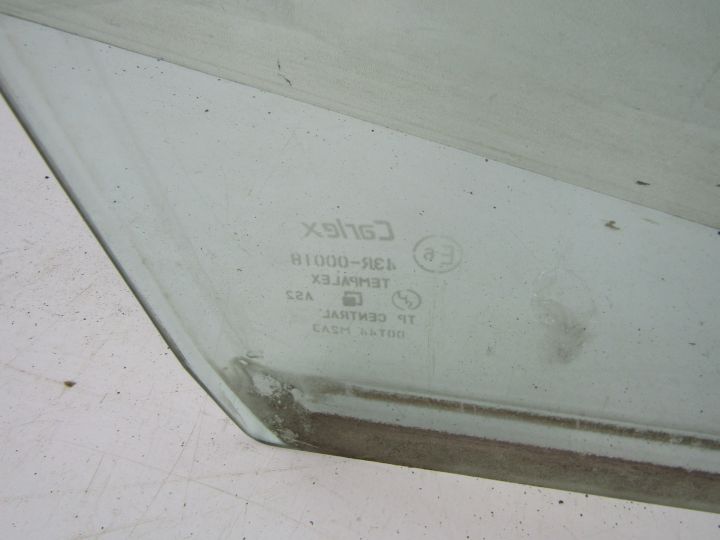 Carlex
E6 43R-00018
TEMPALEX
AS2
TP CENTRAL
DOT44 M2A3